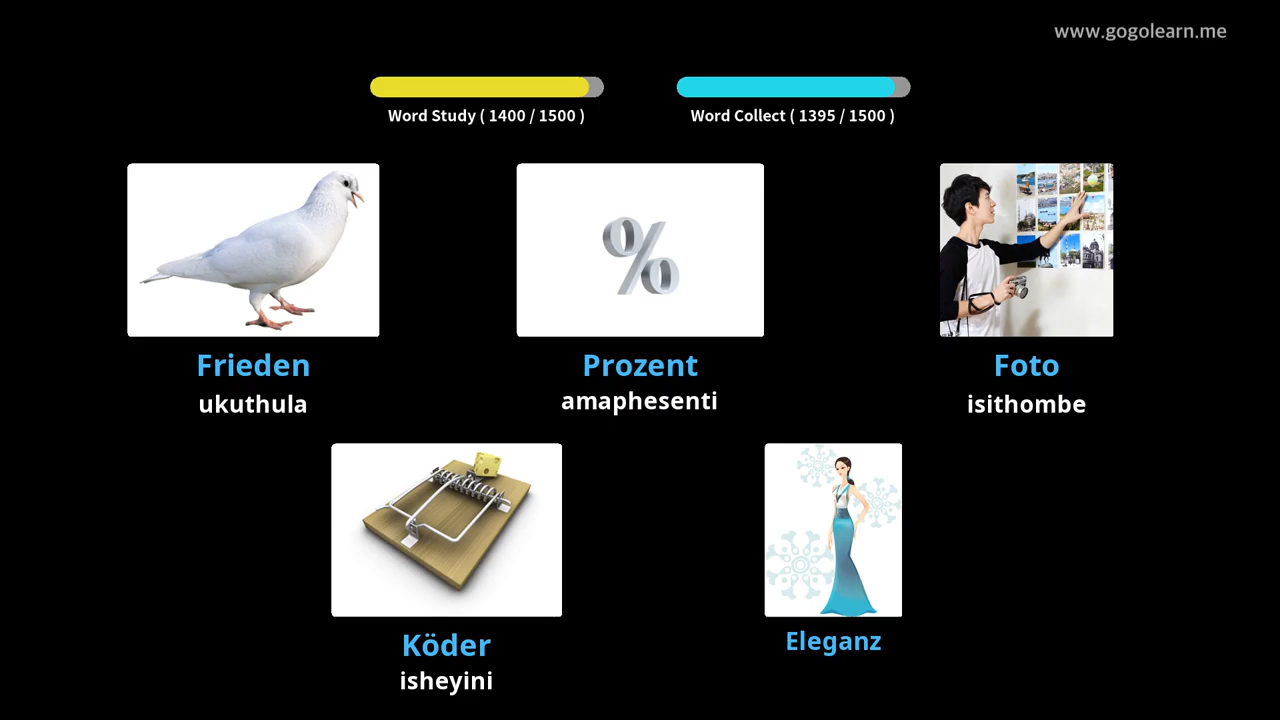 www.gogolearn.me
Word Study ( 1400 / 1500 )
Word Collect ( 1395 / 1500 )
%
Frieden
ukuthula
Prozent
amaphesenti
Foto
isithombe
Köder
isheyini
Eleganz